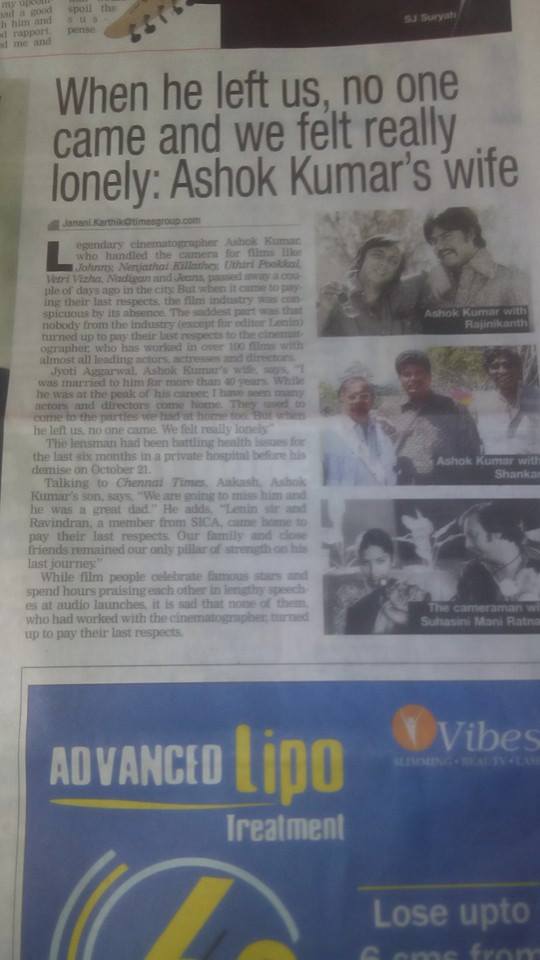 my upcom-
had a good
h him and
d rapport.
d me and
spoil the
s u s -
pense.
SJ Suryah
When he left us, no one
came and we felt really
lonely: Ashok Kumar's wife
Janani.Karthik@timesgroup.com
Legendary cinematographer Ashok Kumar,
who handled the camera for films like
Johnny, Nenjathai Killathey, Uthiri Pookkal,
Vetri Vizha, Nadigan and Jeans, passed away a cou-
ple of days ago in the city. But when it came to pay-
ing their last respects, the film industry was con-
spicuous by its absence. The saddest part was that
nobody from the industry (except for editor Lenin)
turned up to pay their last respects to the cinemat-
ographer, who has worked in over 100 films with
almost all leading actors, actresses and directors.
Jyoti Aggarwal, Ashok Kumar's wife, says, "I
was married to him for more than 40 years. While
he was at the peak of his career, I have seen many
actors and directors come home. They used to
come to the parties we had at home too. But when
he left us, no one came. We felt really lonely."
The lensman had been battling health issues for
the last six months in a private hospital before his
demise on October 21.
Talking to Chennai Times, Aakash, Ashok
Kumar's son, says, "We are going to miss him and
he was a great dad." He adds, "Lenin sir and
Ravindran, a member from SICA, came home to
pay their last respects. Our family and close
friends remained our only pillar of strength on his
last journey."
While film people celebrate famous stars and
spend hours praising each other in lengthy speech-
es at audio launches, it is sad that none of them,
who had worked with the cinematographer, turned
up to pay their last respects.
Ashok Kumar with
Rajinikanth
Ashok Kumar with
Shankar
The cameraman wi
Suhasini Mani Ratna
ADVANCED Lipo
Treatment
Vibes
SLIMMING • BEAUTY • LAS
Lose upto
6 cms from